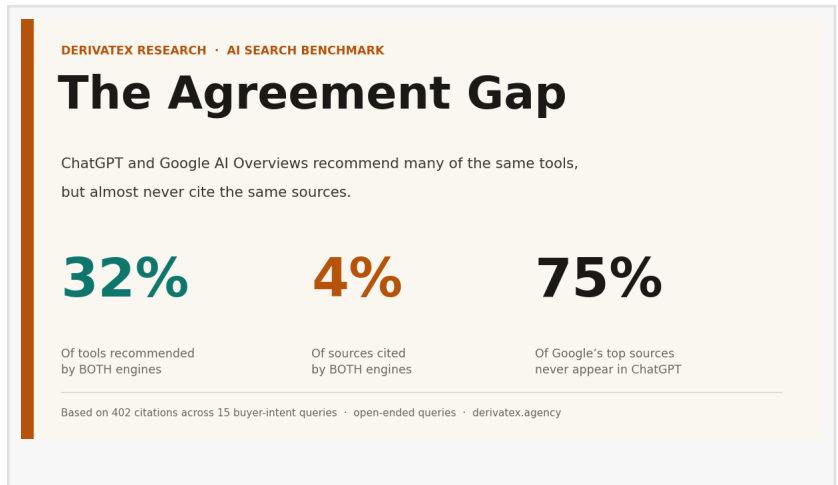 DERIVATEX RESEARCH · AI SEARCH BENCHMARK
The Agreement Gap
ChatGPT and Google AI Overviews recommend many of the same tools,
but almost never cite the same sources.
32%
Of tools recommended
by BOTH engines
4%
Of sources cited
by BOTH engines
75%
Of Google’s top sources
never appear in ChatGPT
Based on 402 citations across 15 buyer-intent queries · open-ended queries · derivatex.agency